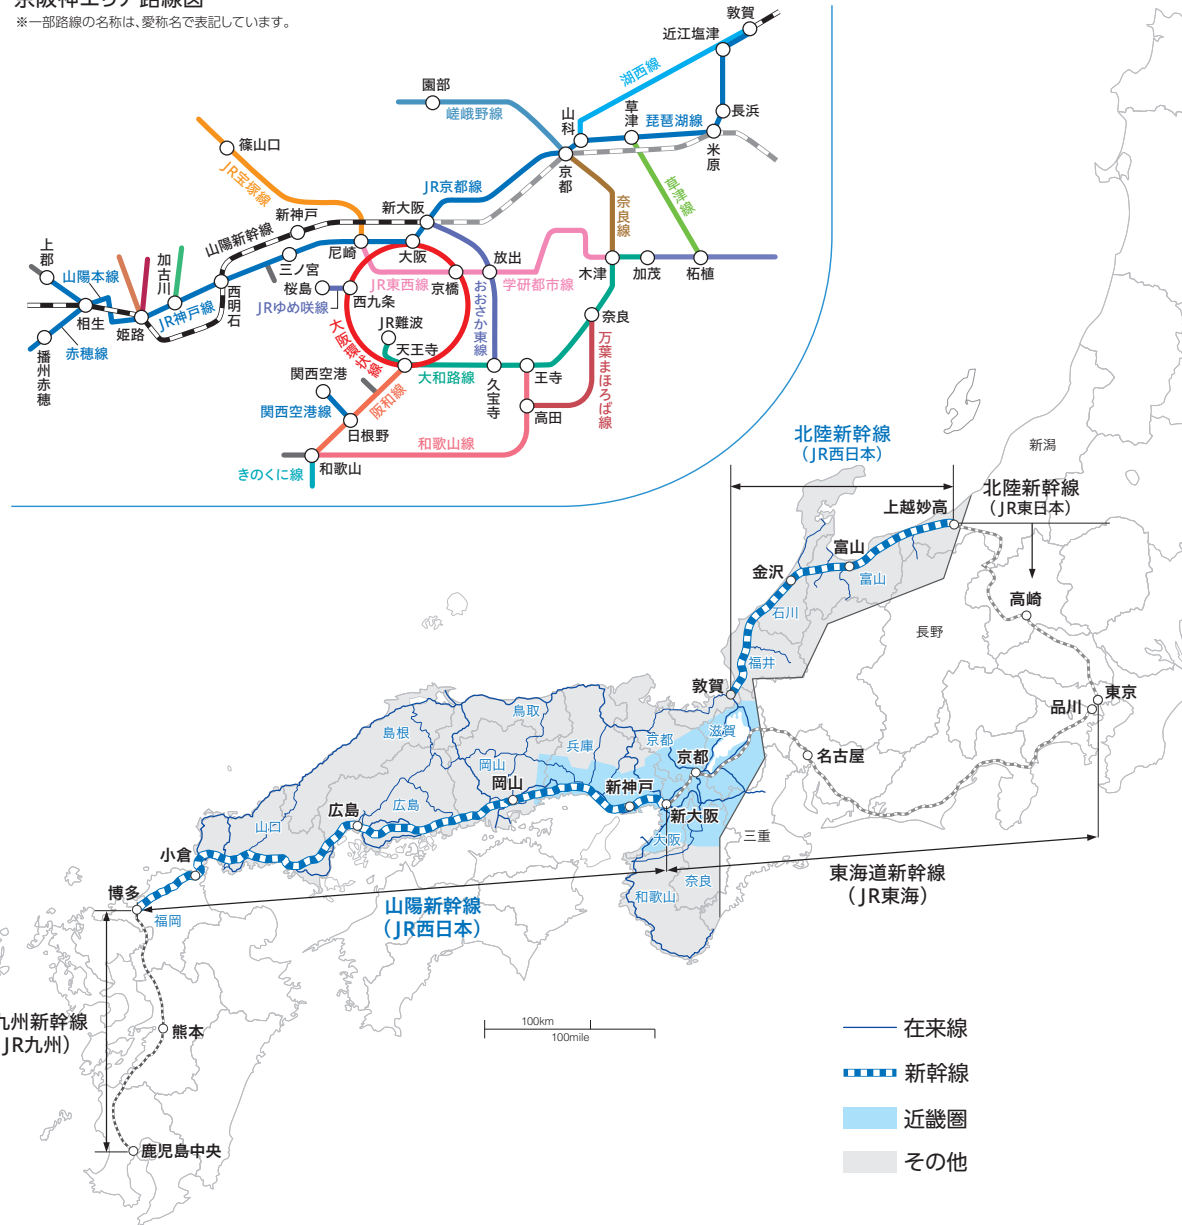 京阪神エリア路線図
※一部路線の名称は、愛称名で表記しています。
敦賀
近江塩津
湖西線
園部
嵯峨野線
山科
草津
琵琶湖線
長浜
米原
京都
篠山口
JR宝塚線
JR京都線
奈良線
草津線
新大阪
新神戸
山陽新幹線
上郡
山陽本線
加古川
三ノ宮
尼崎
大阪
放出
木津
加茂
柘植
桜島
JR東西線
京橋
学研都市線
西明石
JRゆめ咲線
西九条
おおさか東線
JR神戸線
相生
姫路
大阪環状線
JR難波
奈良
赤穂線
天王寺
万葉まほろば線
播州赤穂
関西空港
阪和線
大和路線
久宝寺
王寺
関西空港線
高田
日根野
和歌山線
和歌山
きのくに線
北陸新幹線
（JR西日本）
新潟
北陸新幹線
（JR東日本）
上越妙高
富山
金沢
富山
高崎
石川
長野
福井
敦賀
東京
品川
鳥取
島根
兵庫
京都
滋賀
岡山
京都
名古屋
岡山
新神戸
広島
広島
新大阪
山口
大阪
三重
小倉
東海道新幹線
（JR東海）
博多
奈良
和歌山
福岡
山陽新幹線
（JR西日本）
九州新幹線
JR九州）
熊本
100km
100mile
在来線
新幹線
近畿圏
鹿児島中央
その他